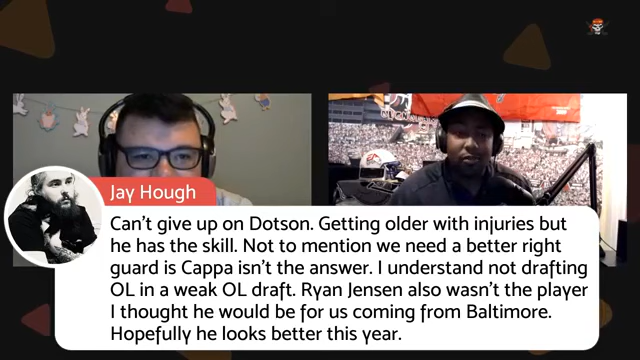 Jay Hough
Can't give up on Dotson. Getting older with injuries but
he has the skill. Not to mention we need a better right
guard is Cappa isn't the answer. I understand not drafting
OL in a weak OL draft. Ryan Jensen also wasn't the player
I thought he would be for us coming from Baltimore.
Hopefully he looks better this year.